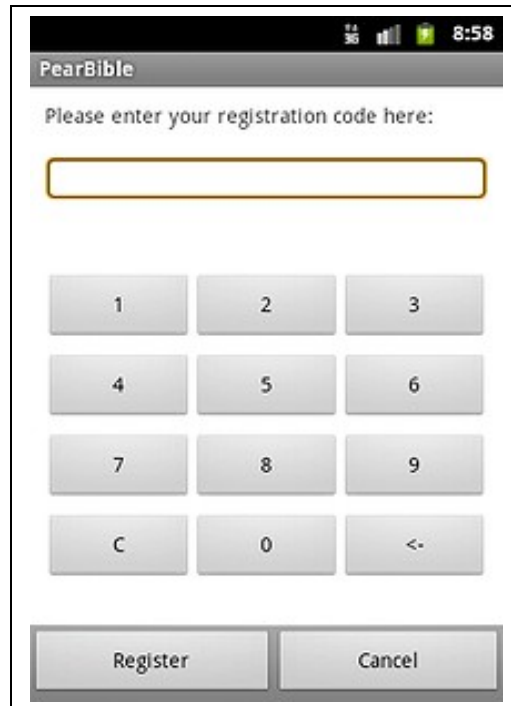 3G 8:58
PearBible
Please enter your registration code here:
1 2 3
4 5 6
7 8 9
C 0 <-
Register Cancel